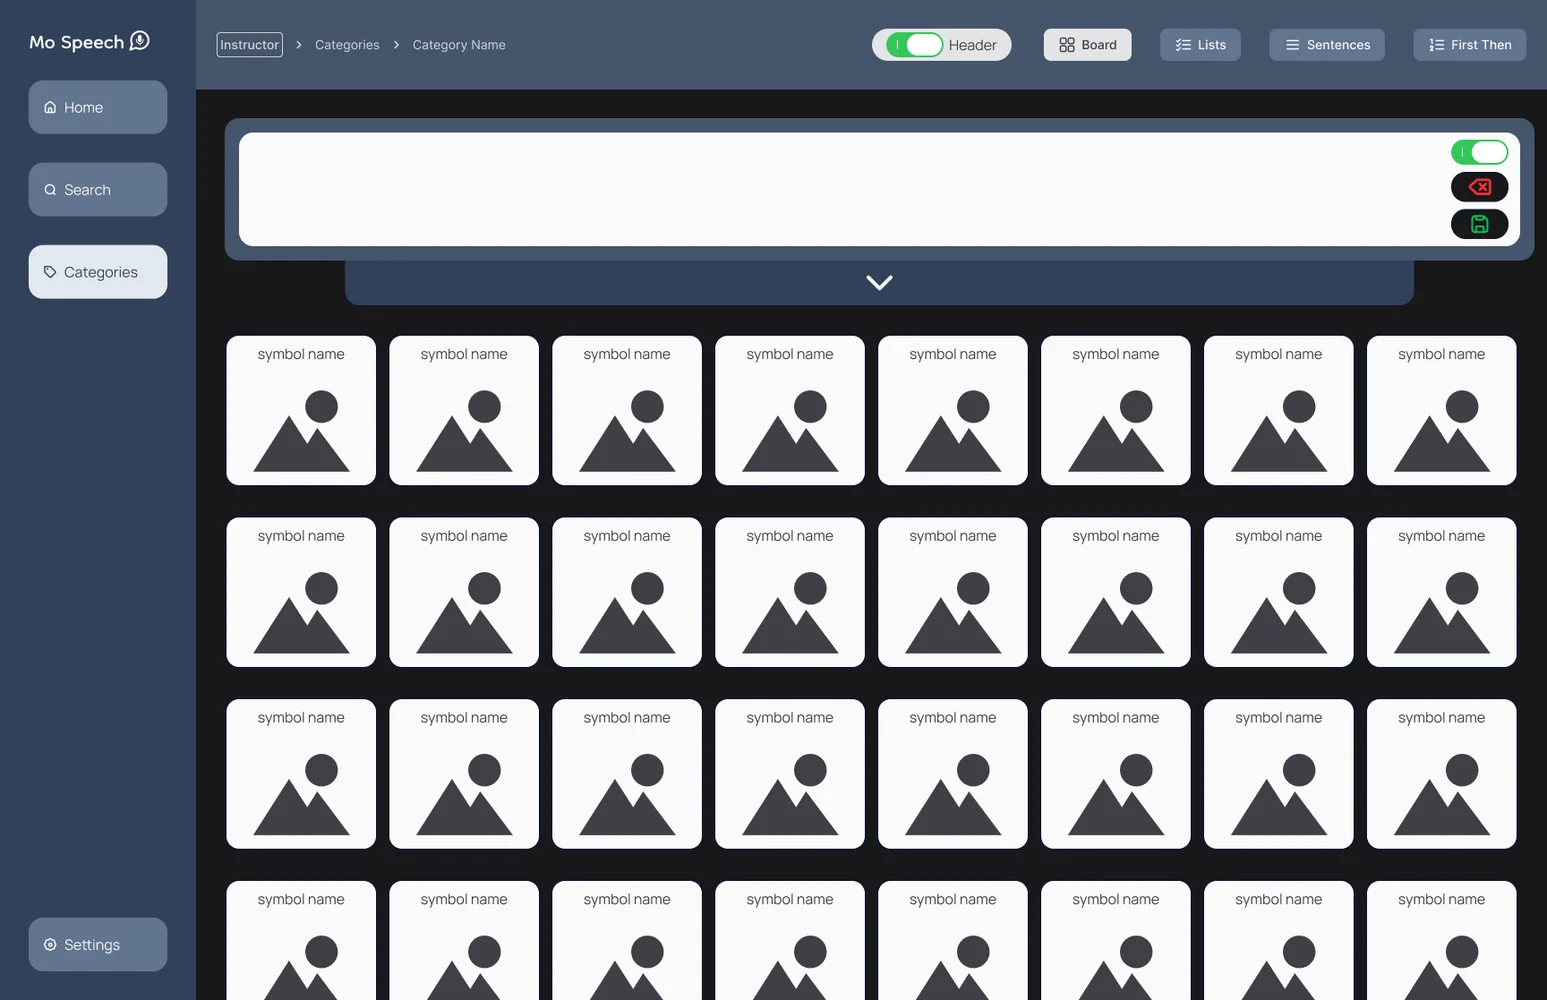 Mo Speech
Home
Search
Categories
Settings
Instructor > Categories > Category Name
Header
Board
Lists
Sentences
First Then
symbol name symbol name symbol name symbol name symbol name symbol name symbol name symbol name
symbol name symbol name symbol name symbol name symbol name symbol name symbol name symbol name
symbol name symbol name symbol name symbol name symbol name symbol name symbol name symbol name
symbol name symbol name symbol name symbol name symbol name symbol name symbol name symbol name